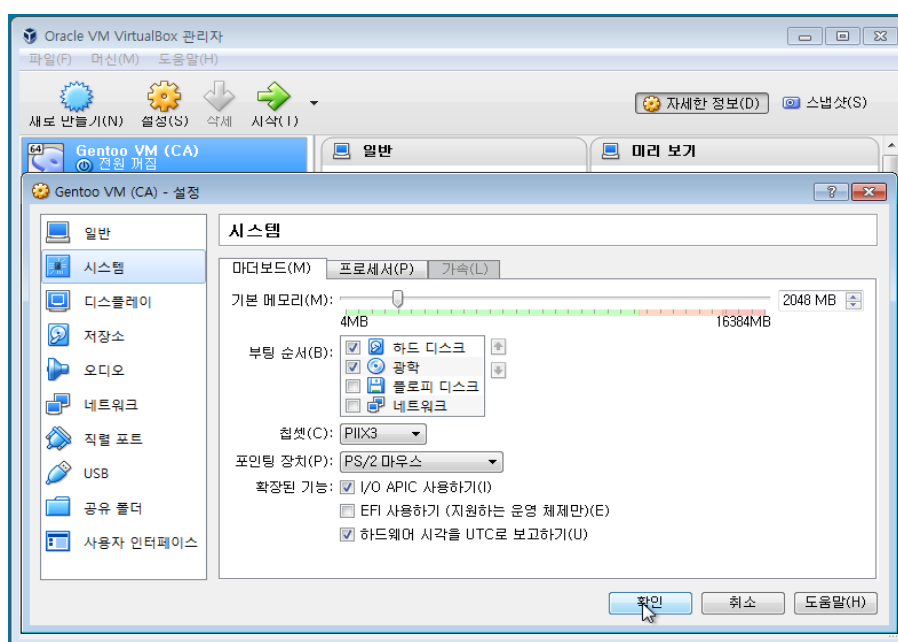 Oracle VM VirtualBox 관리자
파일(F) 머신(M) 도움말(H)
새로 만들기(N) 설정(S) 삭제 시작(T) 자세한 정보(D) 스냅샷(S)
64 Gentoo VM (CA)
전원 꺼짐
일반
미리 보기
Gentoo VM (CA) - 설정
일반
시스템
디스플레이
저장소
오디오
네트워크
직렬 포트
USB
공유 폴더
사용자 인터페이스
시스템
마더보드(M) 프로세서(P) 가속(L)
기본 메모리(M): 2048 MB
4MB 16384MB
부팅 순서(B):
하드 디스크
광학
플로피 디스크
네트워크
칩셋(C): PIIX3
포인팅 장치(P): PS/2 마우스
확장된 기능: I/O APIC 사용하기(I)
EFI 사용하기 (지원하는 운영 체제만)(E)
하드웨어 시각을 UTC로 보고하기(U)
확인 취소 도움말(H)